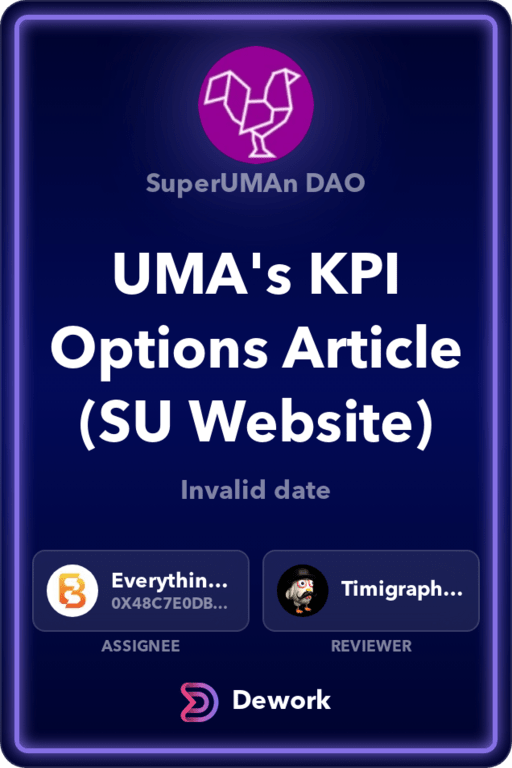 SuperUMAn DAO
UMA's KPI
Options Article
(SU Website)
Invalid date
Everythin...
0X48C7E0DB...
Timigraph...
ASSIGNEE
REVIEWER
Dework